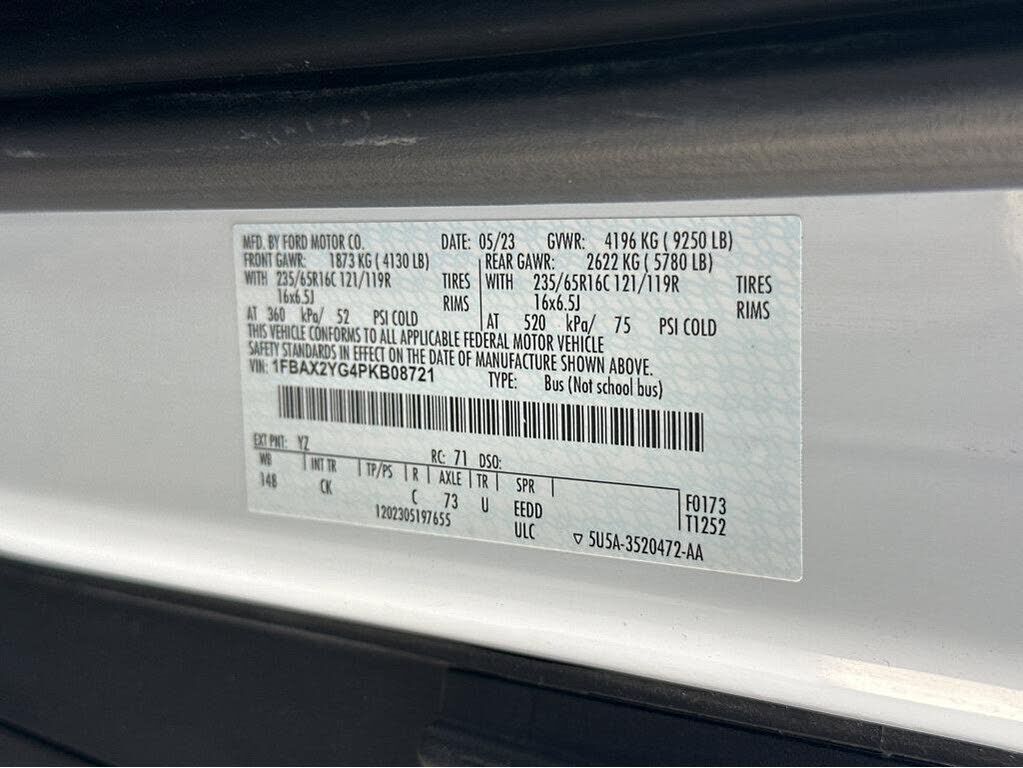 MFD. BY FORD MOTOR CO. DATE: 05/23 GVWR: 4196 KG ( 9250 LB)
FRONT GAWR: 1873 KG ( 4130 LB) REAR GAWR: 2622 KG ( 5780 LB)
WITH 235/65R16C 121/119R TIRES WITH 235/65R16C 121/119R TIRES
16x6.5J RIMS 16x6.5J RIMS
AT 360 kPa/ 52 PSI COLD AT 520 kPa/ 75 PSI COLD
THIS VEHICLE CONFORMS TO ALL APPLICABLE FEDERAL MOTOR VEHICLE
SAFETY STANDARDS IN EFFECT ON THE DATE OF MANUFACTURE SHOWN ABOVE.
VIN: 1FBAX2YG4PKB08721 TYPE: Bus (Not school bus)
EXT PNT: YZ RC: 71 DSO:
WB INT TR TP/PS R AXLE TR SPR
148 CK C 73 U EEDD F0173
1202305197655 ULC T1252
▽ 5U5A-3520472-AA